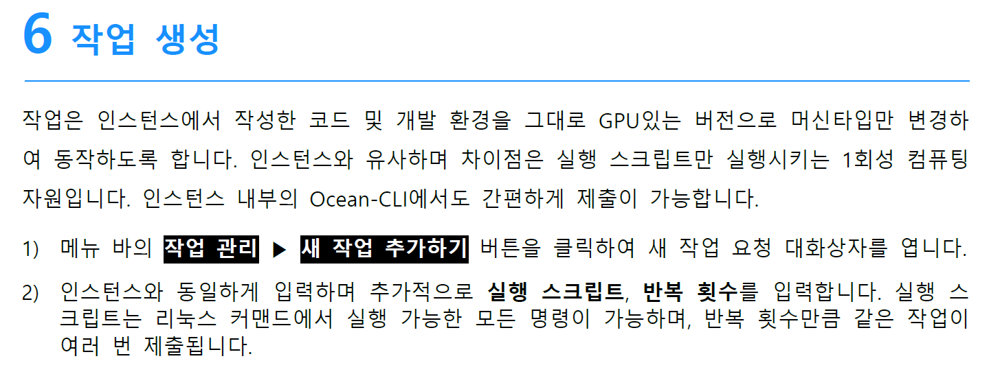 6 작업 생성
작업은 인스턴스에서 작성한 코드 및 개발 환경을 그대로 GPU있는 버전으로 머신타입만 변경하
여 동작하도록 합니다. 인스턴스와 유사하며 차이점은 실행 스크립트만 실행시키는 1회성 컴퓨팅
자원입니다. 인스턴스 내부의 Ocean-CLI에서도 간편하게 제출이 가능합니다.
1) 메뉴 바의 작업 관리 ▶ 새 작업 추가하기 버튼을 클릭하여 새 작업 요청 대화상자를 엽니다.
2) 인스턴스와 동일하게 입력하며 추가적으로 실행 스크립트, 반복 횟수를 입력합니다. 실행 스
크립트는 리눅스 커맨드에서 실행 가능한 모든 명령이 가능하며, 반복 횟수만큼 같은 작업이
여러 번 제출됩니다.